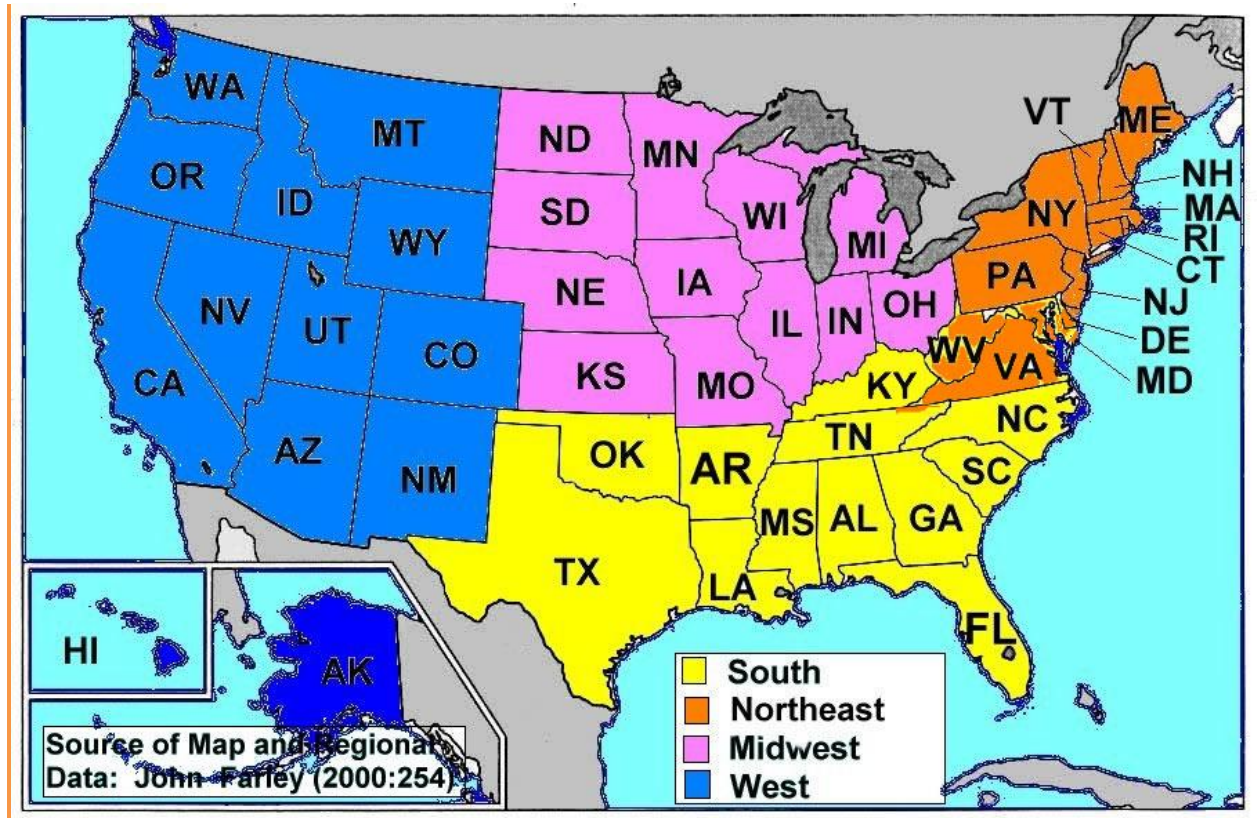 WA
MT
ND
MN
VT
ME
OR
ID
SD
WI
MI
NY
NH
MA
RI
CT
WY
NE
IA
PA
NJ
NV
UT
CO
IL
IN
OH
DE
CA
KS
MO
WV
VA
MD
KY
AZ
NM
OK
AR
TN
NC
SC
MS
AL
GA
TX
LA
FL
HI
AK
South
Northeast
Midwest
West
Source of Map and Regional
Data: John Farley (2000:254)